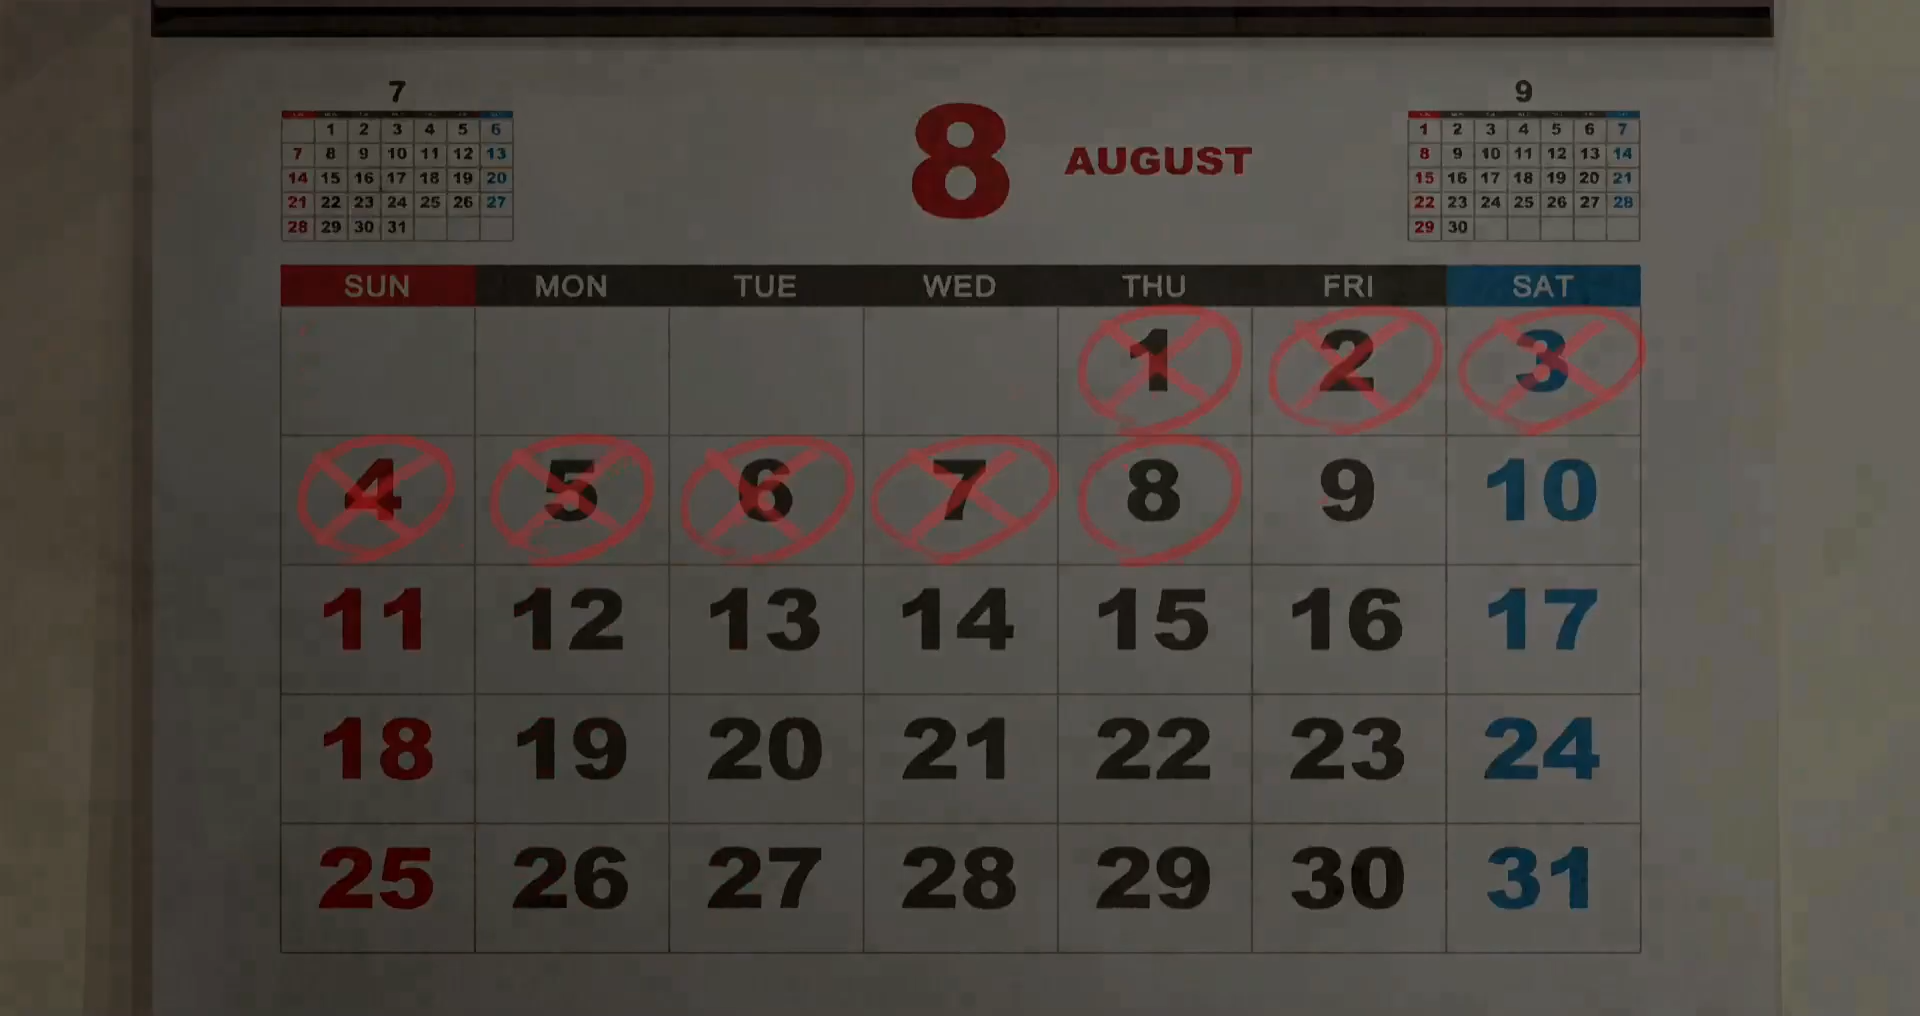 7
1 2 3 4 5 6
7 8 9 10 11 12 13
14 15 16 17 18 19 20
21 22 23 24 25 26 27
28 29 30 31
8 AUGUST
9
1 2 3 4 5 6 7
8 9 10 11 12 13 14
15 16 17 18 19 20 21
22 23 24 25 26 27 28
29 30
SUN MON TUE WED THU FRI SAT
1 2 3
4 5 6 7 8 9 10
11 12 13 14 15 16 17
18 19 20 21 22 23 24
25 26 27 28 29 30 31